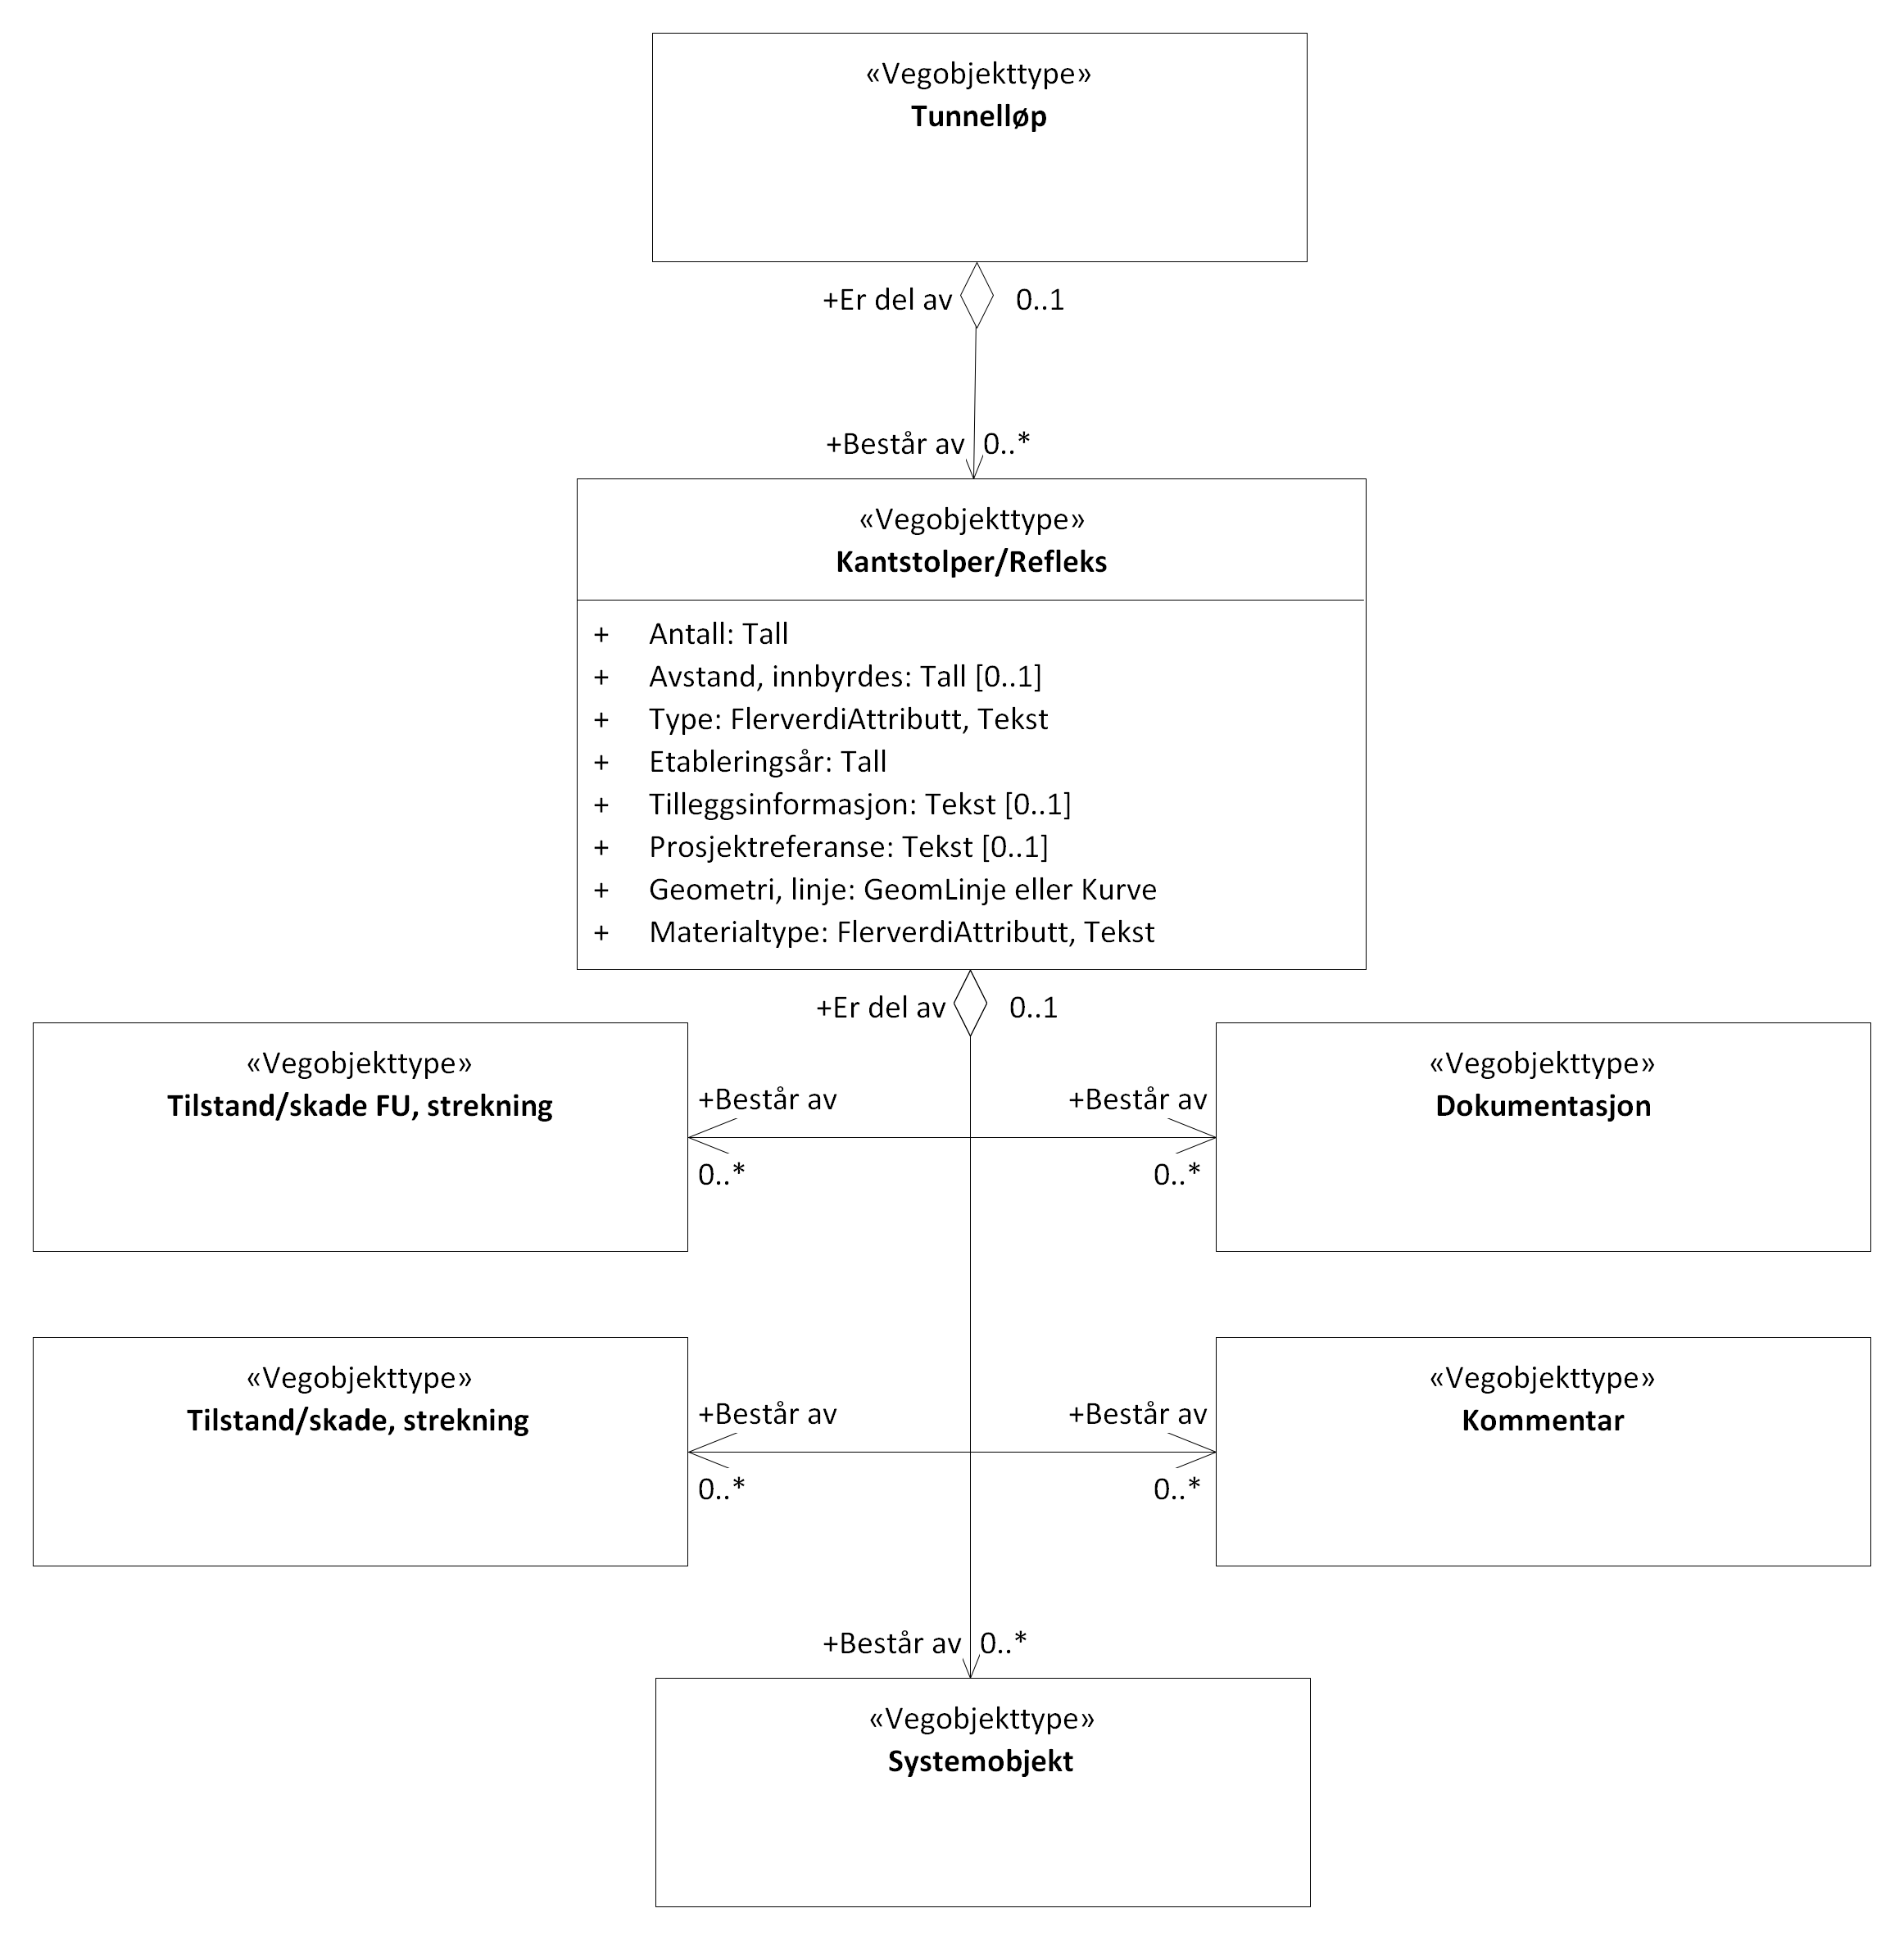 «Vegobjekttype»
Tunnelløp
+Er del av 0..1
+Består av 0..*
«Vegobjekttype»
Kantstolper/Refleks
+ Antall: Tall
+ Avstand, innbyrdes: Tall [0..1]
+ Type: FlerverdiAttributt, Tekst
+ Etableringsår: Tall
+ Tilleggsinformasjon: Tekst [0..1]
+ Prosjektreferanse: Tekst [0..1]
+ Geometri, linje: GeomLinje eller Kurve
+ Materialtype: FlerverdiAttributt, Tekst
+Er del av 0..1
«Vegobjekttype»
Tilstand/skade FU, strekning
+Består av
0..*
+Består av
0..*
«Vegobjekttype»
Dokumentasjon
«Vegobjekttype»
Tilstand/skade, strekning
+Består av
0..*
+Består av
0..*
«Vegobjekttype»
Kommentar
+Består av 0..*
«Vegobjekttype»
Systemobjekt